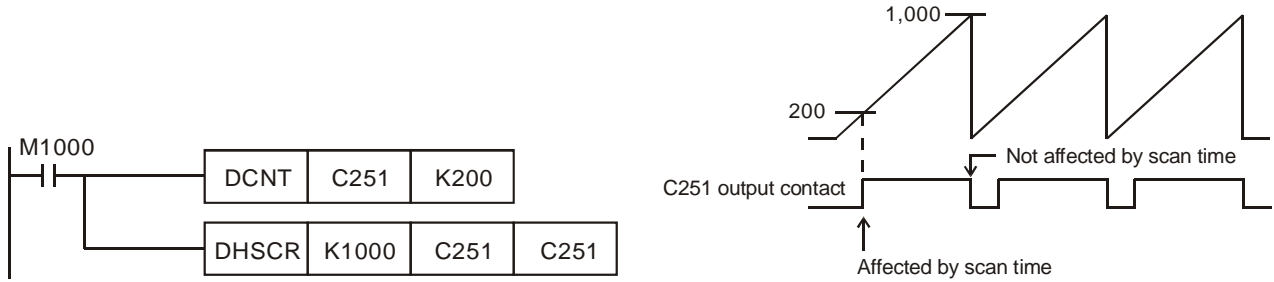 M1000
DCNT C251 K200
DHSCR K1000 C251 C251
1,000
200
Not affected by scan time
C251 output contact
Affected by scan time